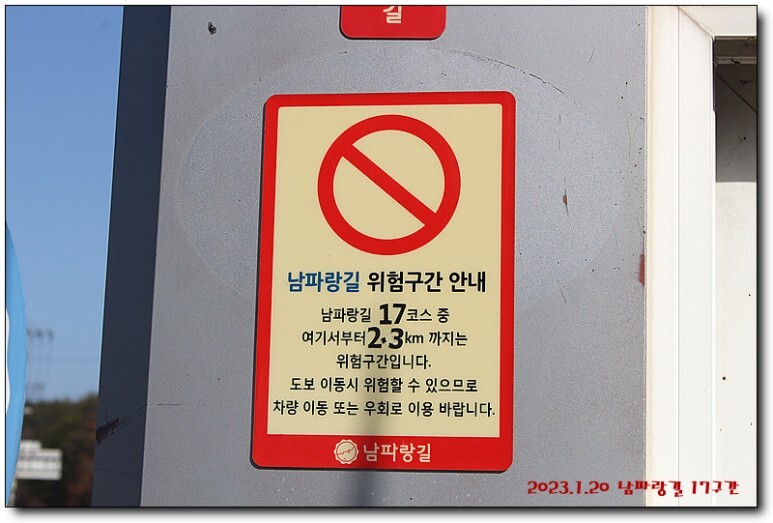 길
남파랑길 위험구간 안내
남파랑길 17코스 중
여기서부터 2.3km 까지는
위험구간입니다.
도보 이동시 위험할 수 있으므로
차량 이동 또는 우회로 이용 바랍니다.
남파랑길
2023.1.20 남파랑길 17구간